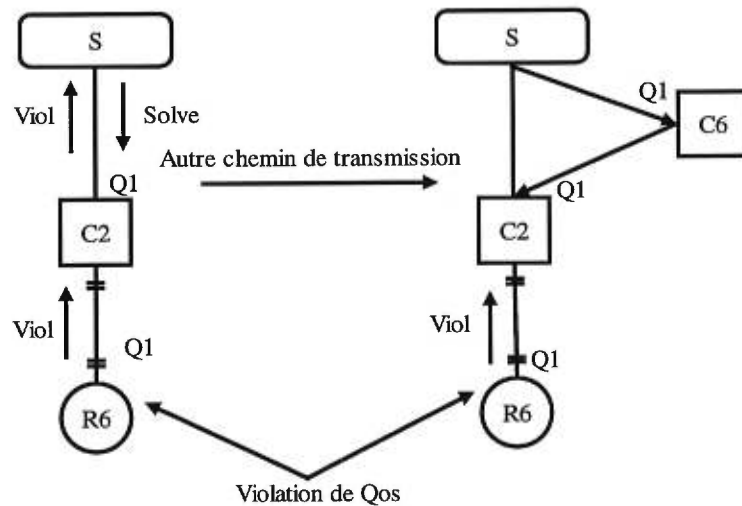 S
Viol
Solve
Q1
C2
Viol
Q1
R6
Autre chemin de transmission
S
Q1
C6
Q1
C2
Viol
Q1
R6
Violation de Qos